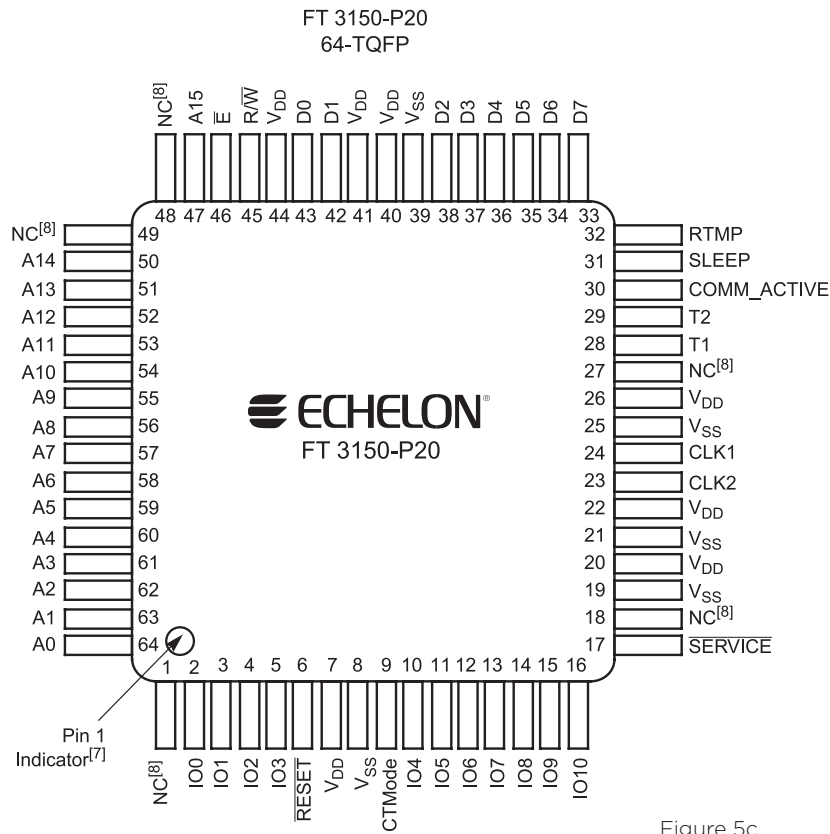 FT 3150-P20
64-TQFP
NC[8] A15 E R/W VDD D0 D1 VDD VDD VSS D2 D3 D4 D5 D6 D7
48 47 46 45 44 43 42 41 40 39 38 37 36 35 34 33
NC[8] 49 32 RTMP
A14 50 31 SLEEP
A13 51 30 COMM_ACTIVE
A12 52 29 T2
A11 53 28 T1
A10 54 27 NC[8]
A9 55 26 VDD
A8 56 25 VSS
A7 57 24 CLK1
A6 58 23 CLK2
A5 59 22 VDD
A4 60 21 VSS
A3 61 20 VDD
A2 62 19 VSS
A1 63 18 NC[8]
A0 64 17 SERVICE
ECHELON®
FT 3150-P20
1 2 3 4 5 6 7 8 9 10 11 12 13 14 15 16
NC[8] IO0 IO1 IO2 IO3 RESET VDD VSS CTMode IO4 IO5 IO6 IO7 IO8 IO9 IO10
Pin 1
Indicator[7]
Figure 5c